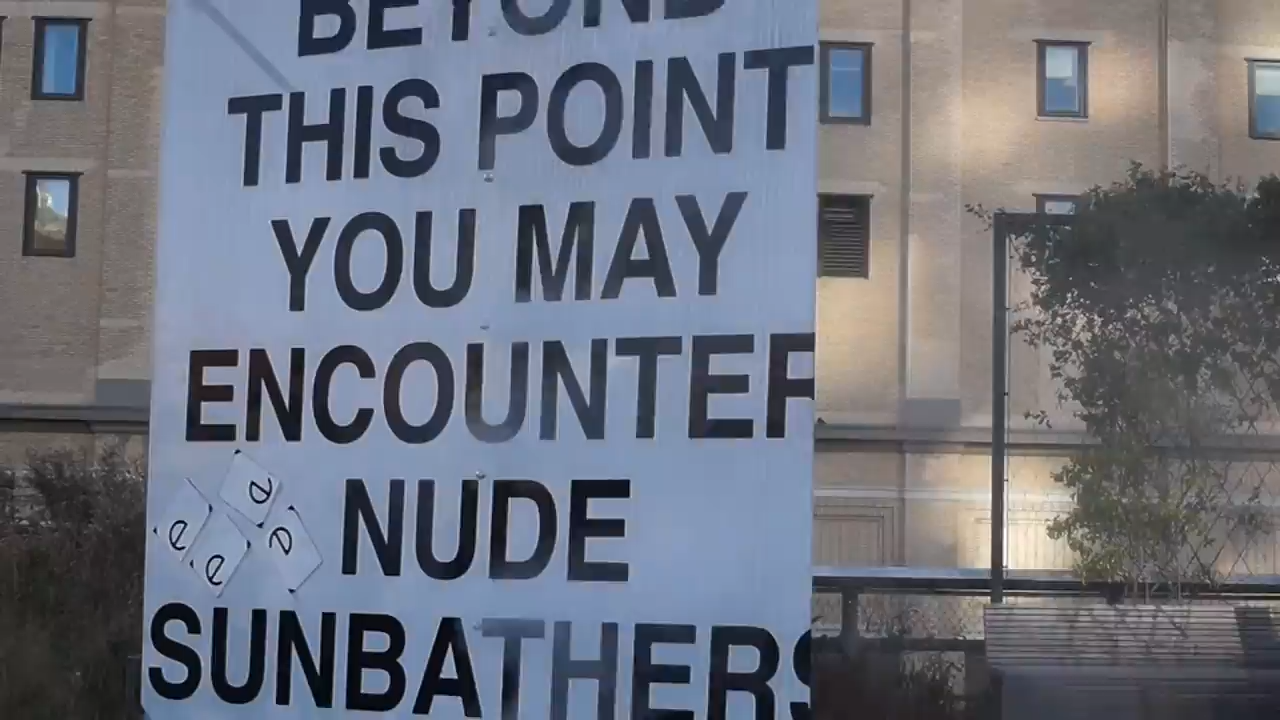 BEYOND
THIS POINT
YOU MAY
ENCOUNTER
NUDE
SUNBATHERS
a
e
e